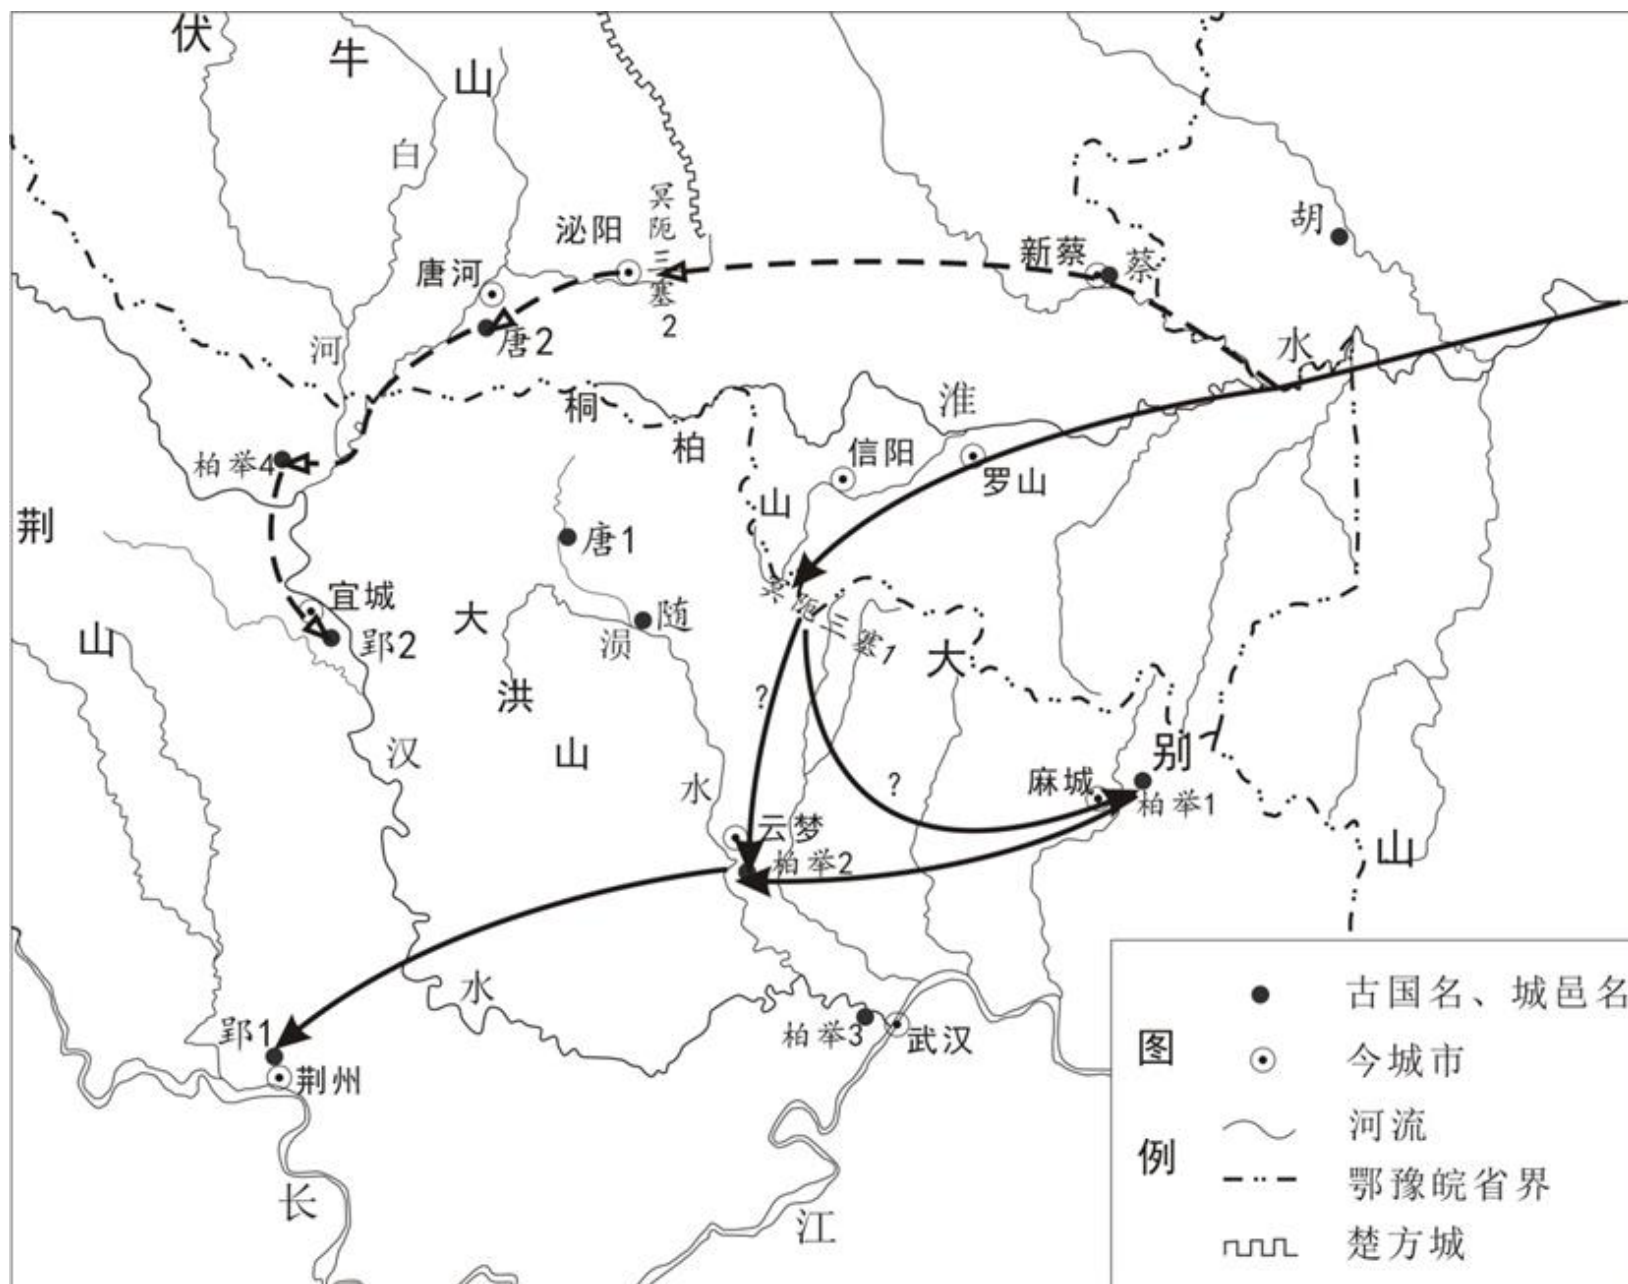 伏牛山
白河
冥阨三塞2
泌阳
唐河
唐2
新蔡
蔡
胡
淮水
桐柏山
信阳
罗山
柏举4
荆山
唐1
随
冥阨三塞1
宜城
郢2
大洪山
涢水
大别山
?
?
汉水
麻城
柏举1
云梦
柏举2
郢1
荆州
柏举3
武汉
长江
图例
古国名、城邑名
今城市
河流
鄂豫皖省界
楚方城